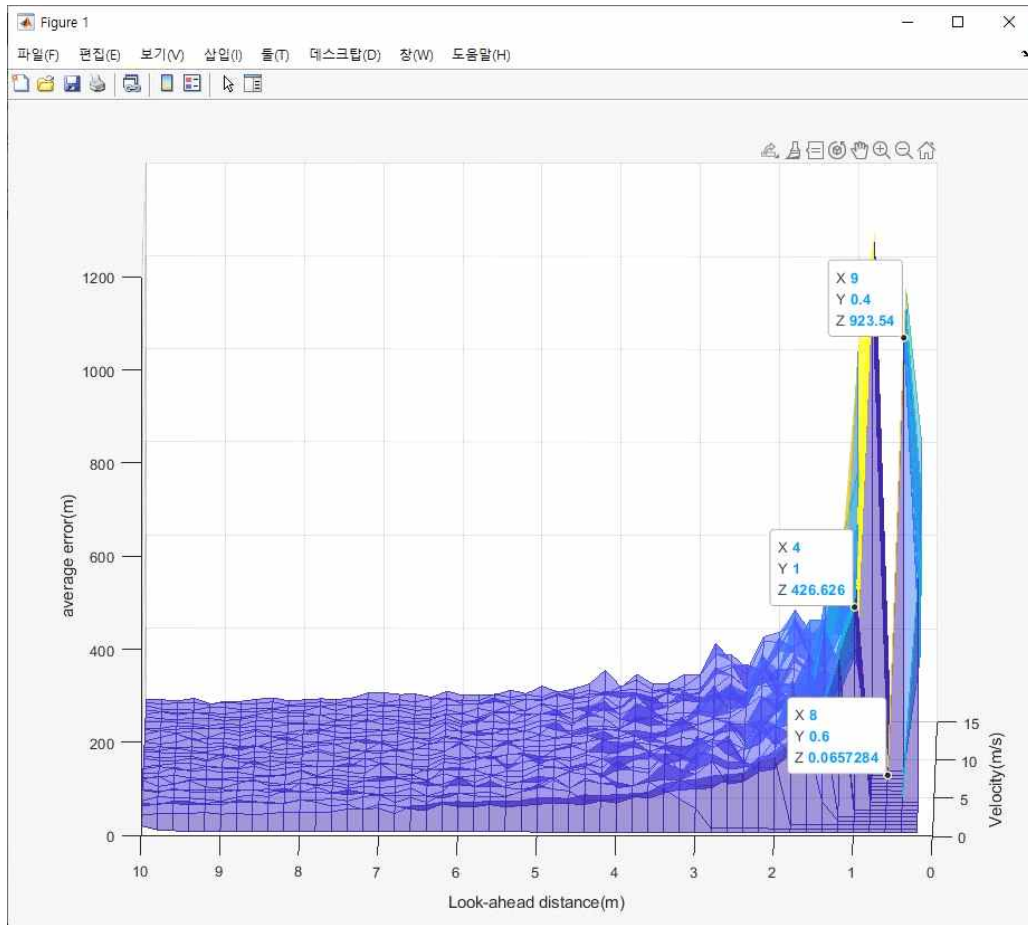 Figure 1
파일(F) 편집(E) 보기(V) 삽입(I) 툴(T) 데스크탑(D) 창(W) 도움말(H)
1200
1000
800
600
400
200
0
average error(m)
X 9
Y 0.4
Z 923.54
X 4
Y 1
Z 426.626
X 8
Y 0.6
Z 0.0657284
15
10
5
0
Velocity(m/s)
10 9 8 7 6 5 4 3 2 1 0
Look-ahead distance(m)